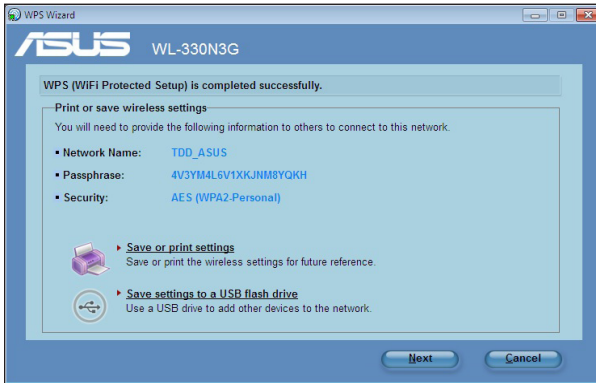 WPS Wizard
ASUS WL-330N3G
WPS (WiFi Protected Setup) is completed successfully.
Print or save wireless settings
You will need to provide the following information to others to connect to this network.
Network Name: TDD_ASUS
Passphrase: 4V3YM4L6V1XKJNM8YQKH
Security: AES (WPA2-Personal)
Save or print settings
Save or print the wireless settings for future reference.
Save settings to a USB flash drive
Use a USB drive to add other devices to the network.
Next Cancel